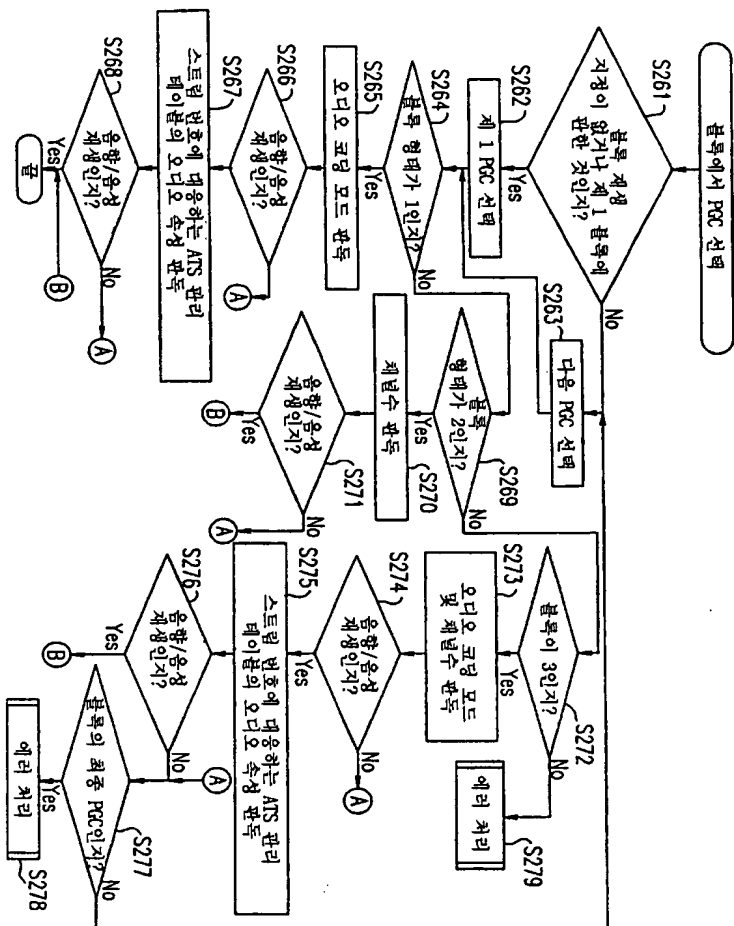 블록에서 PGC 선택
S261
블록 재생
지정이 없거나 제 1 블록에
관한 것인지?
Yes
No
S262
제 1 PGC 선택
S263
다음 PGC 선택
S264
블록 형태가 1인지?
Yes
No
S265
오디오 코딩 모드 판독
S266
음향/음성
재생인지?
Yes
A
S267
스트림 번호에 대응하는 ATS 관리
테이블의 오디오 속성 판독
S268
음향/음성
재생인지?
Yes
No
A
B
끝
S269
블록
형태가 2인지?
Yes
No
S270
채널수 판독
S271
음향/음성
재생인지?
Yes
No
B
A
S272
블록이 3인지?
Yes
No
S273
오디오 코딩 모드
및 채널수 판독
S279
에러 처리
S274
음향/음성
재생인지?
Yes
No
A
S275
스트림 번호에 대응하는 ATS 관리
테이블의 오디오 속성 판독
S276
음향/음성
재생인지?
Yes
No
B
A
S277
블록의 최종
PGC인지?
Yes
No
S278
에러 처리